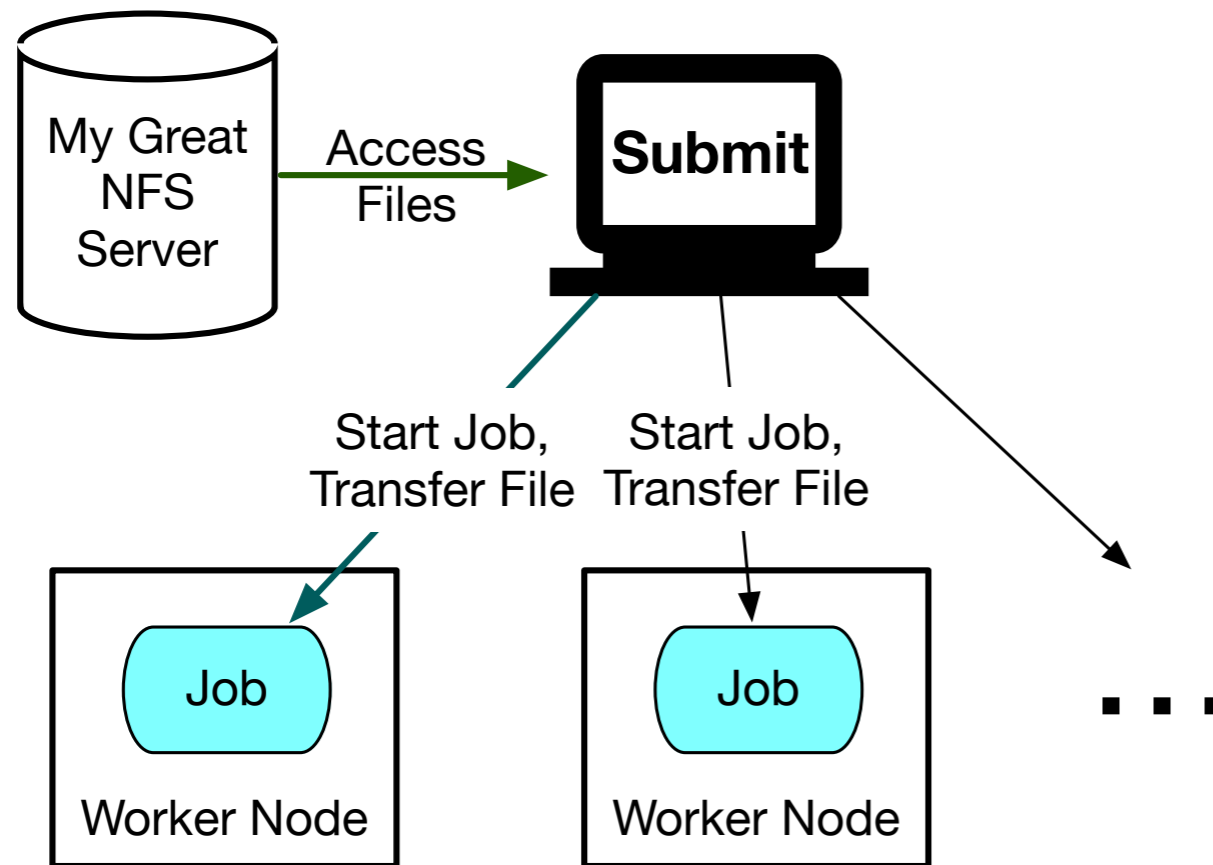 My Great
NFS
Server
Access
Files
Submit
Start Job,
Transfer File
Start Job,
Transfer File
Job
Worker Node
Job
Worker Node
...